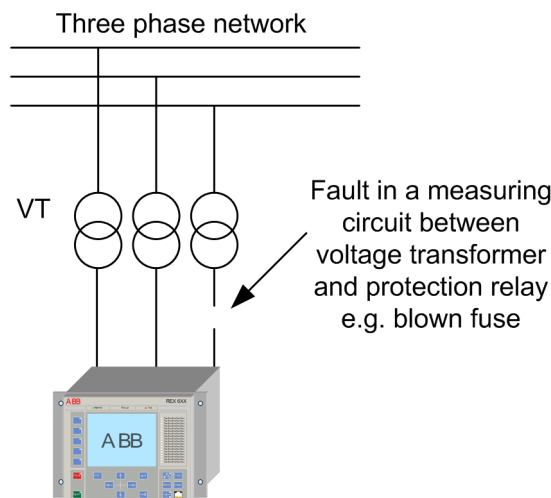 Three phase network
VT
Fault in a measuring
circuit between
voltage transformer
and protection relay
e.g. blown fuse
ABB
REX 6XX
ABB